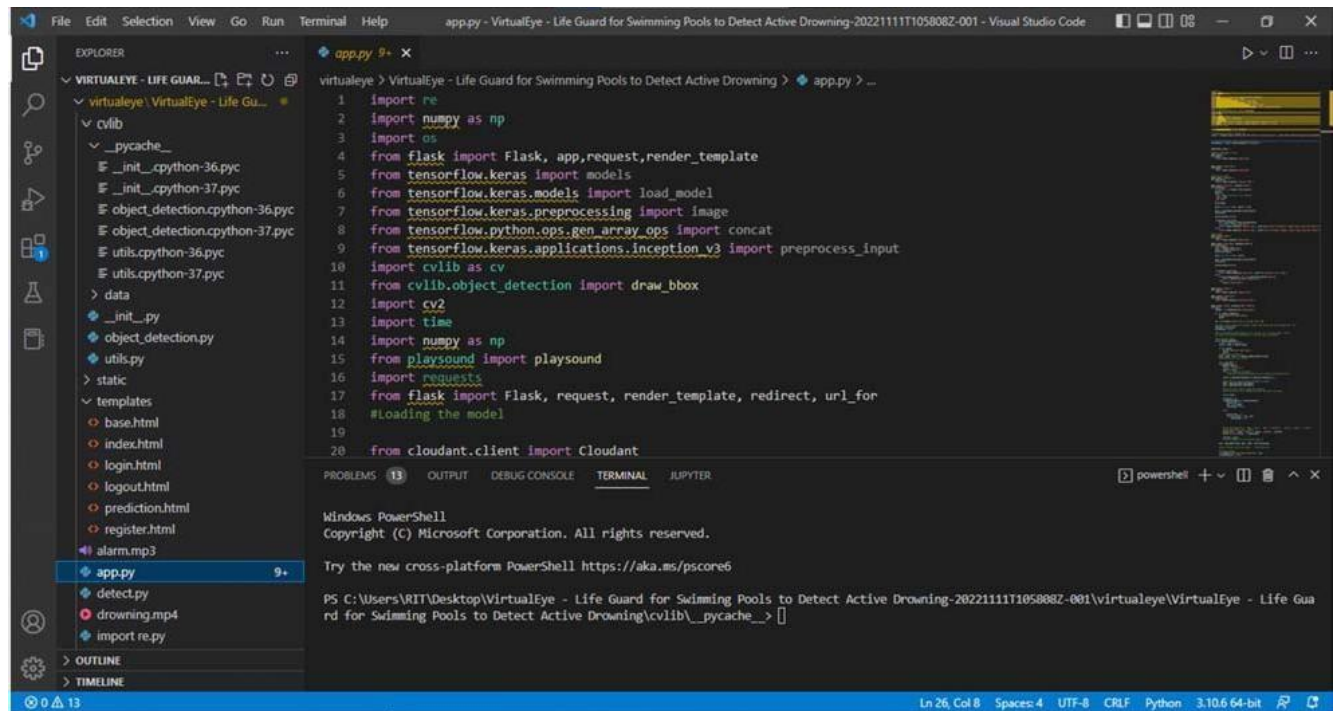 File Edit Selection View Go Run Terminal Help
app.py - VirtualEye - Life Guard for Swimming Pools to Detect Active Drowning-20221111T105808Z-001 - Visual Studio Code
EXPLORER
VIRTUALEYE - LIFE GUAR...
virtualeye \ VirtualEye - Life Gu...
cvlib
__pycache__
__init__.cpython-36.pyc
__init__.cpython-37.pyc
object_detection.cpython-36.pyc
object_detection.cpython-37.pyc
utils.cpython-36.pyc
utils.cpython-37.pyc
data
__init__.py
object_detection.py
utils.py
static
templates
base.html
index.html
login.html
logout.html
prediction.html
register.html
alarm.mp3
app.py 9+
detect.py
drowning.mp4
import re.py
OUTLINE
TIMELINE
app.py 9+
virtualeye > VirtualEye - Life Guard for Swimming Pools to Detect Active Drowning > app.py > ...
1 import re
2 import numpy as np
3 import os
4 from flask import Flask, app,request,render_template
5 from tensorflow.keras import models
6 from tensorflow.keras.models import load_model
7 from tensorflow.keras.preprocessing import image
8 from tensorflow.python.ops.gen_array_ops import concat
9 from tensorflow.keras.applications.inception_v3 import preprocess_input
10 import cvlib as cv
11 from cvlib.object_detection import draw_bbox
12 import cv2
13 import time
14 import numpy as np
15 from playsound import playsound
16 import requests
17 from flask import Flask, request, render_template, redirect, url_for
18 #Loading the model
19
20 from cloudant.client import Cloudant
PROBLEMS 13 OUTPUT DEBUG CONSOLE TERMINAL JUPYTER
powershell
Windows PowerShell
Copyright (C) Microsoft Corporation. All rights reserved.
Try the new cross-platform PowerShell https://aka.ms/pscore6
PS C:\Users\RIT\Desktop\VirtualEye - Life Guard for Swimming Pools to Detect Active Drowning-20221111T105808Z-001\virtualeye\VirtualEye - Life Gua
rd for Swimming Pools to Detect Active Drowning\cvlib\__pycache__>
0 13
Ln 26, Col 8 Spaces: 4 UTF-8 CRLF Python 3.10.6 64-bit